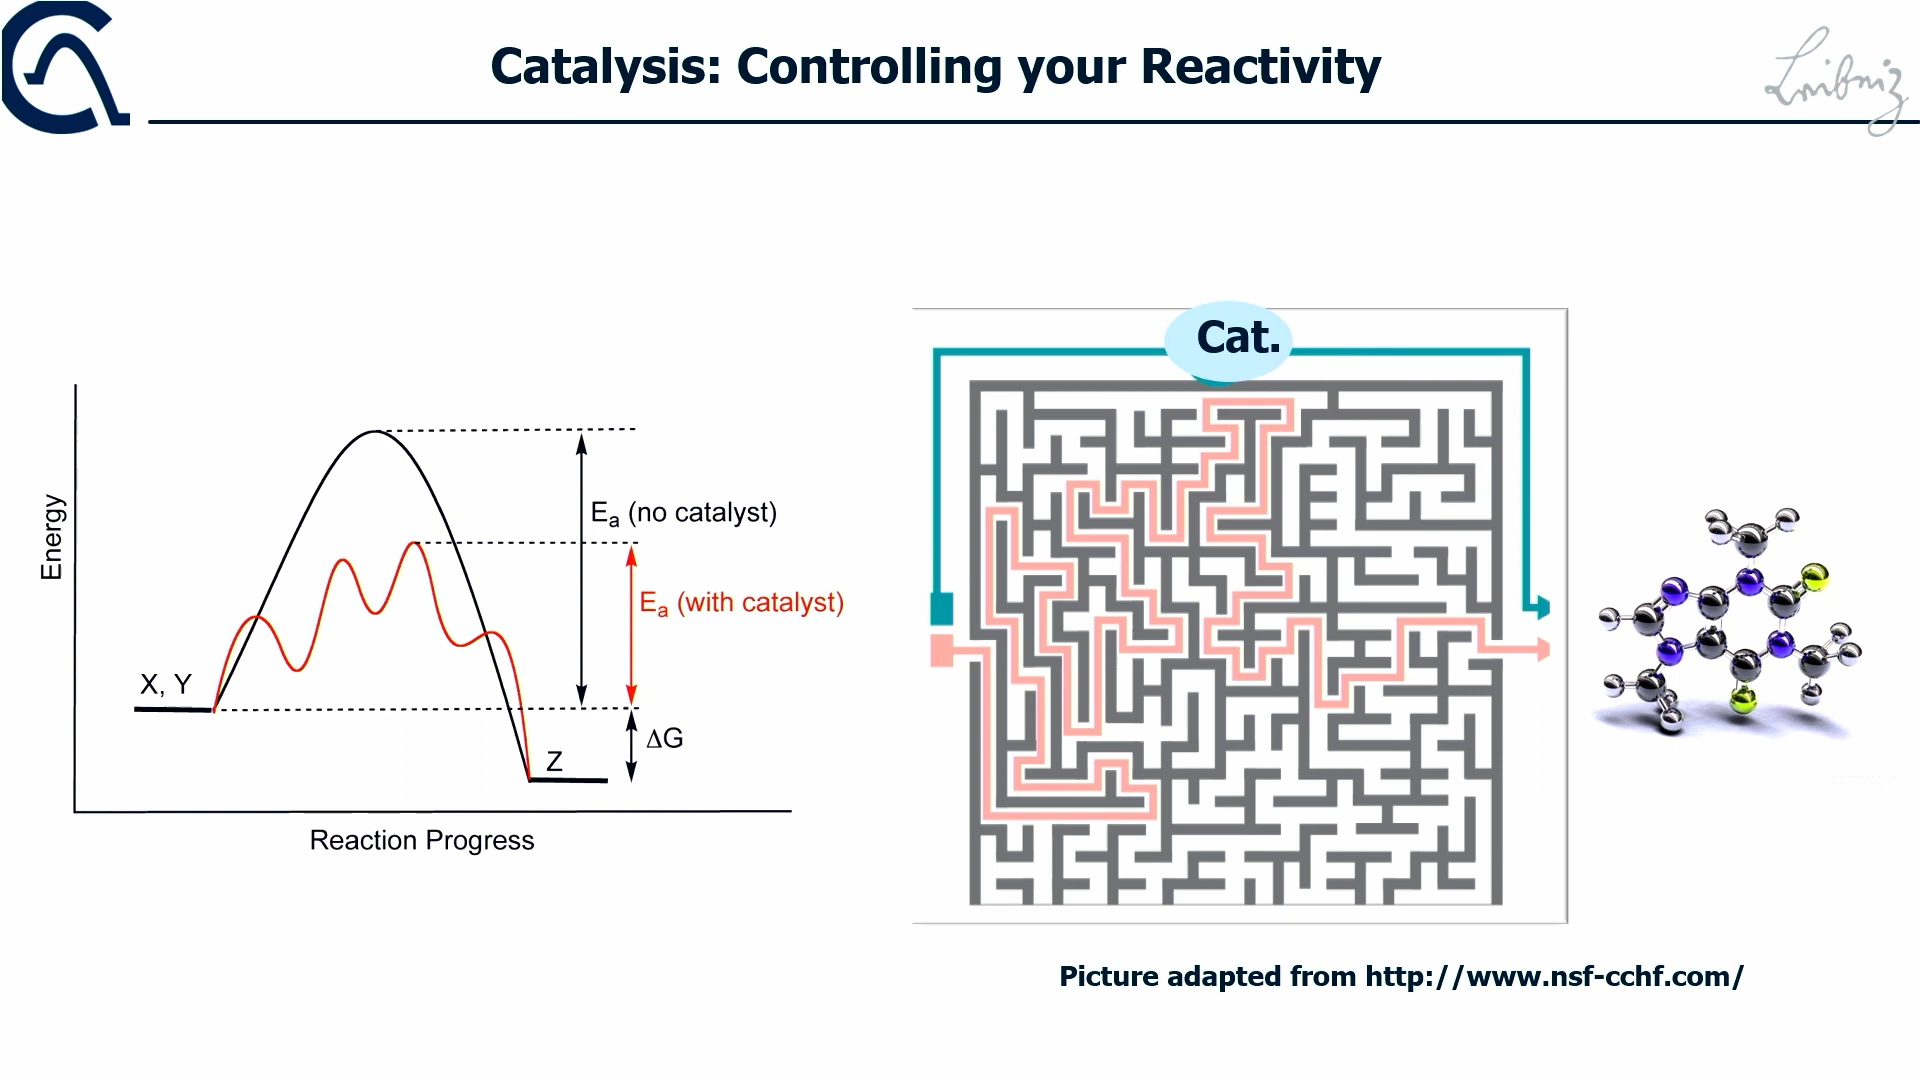 Catalysis: Controlling your Reactivity
Leibniz
Energy
X, Y
Ea (no catalyst)
Ea (with catalyst)
ΔG
Z
Reaction Progress
Cat.
Picture adapted from http://www.nsf-cchf.com/